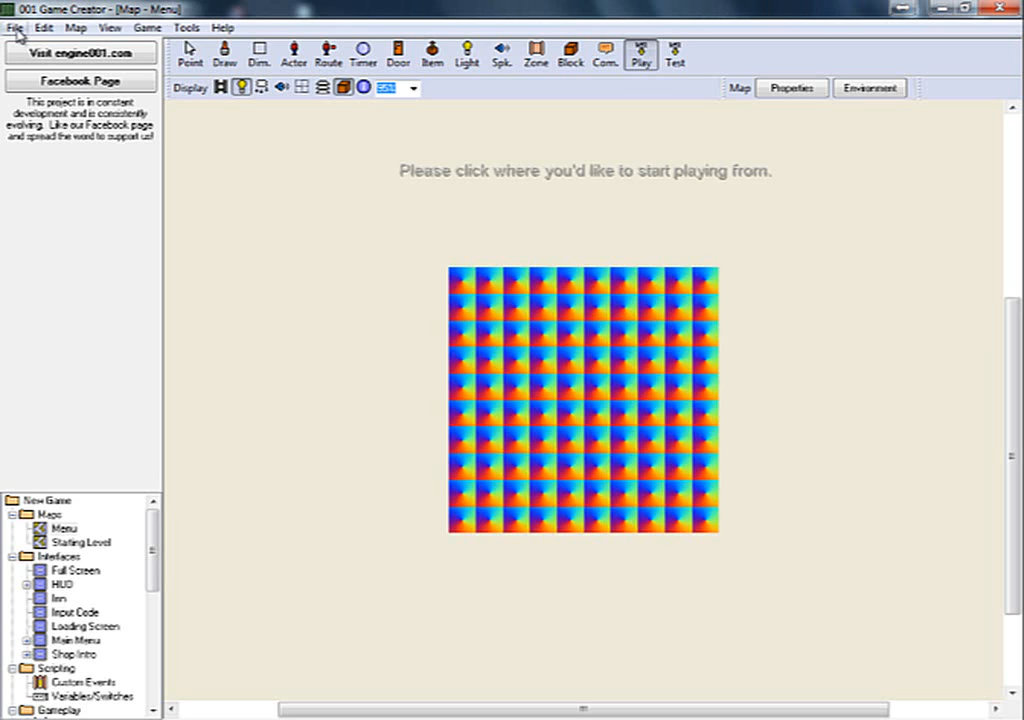 001 Game Creator - [Map - Menu]
File Edit Map View Game Tools Help
Visit engine001.com
Facebook Page
This project is in constant
development and is consistently
evolving. Like our Facebook page
and spread the word to support us!
Point Draw Dim. Actor Route Timer Door Item Light Spk. Zone Block Com. Play Test
Display
Map Properties Environment
Please click where you'd like to start playing from.
New Game
Maps
Menu
Starting Level
Interfaces
Full Screen
HUD
Inn
Input Code
Loading Screen
Main Menu
Shop Intro
Scripting
Custom Events
Variables/Switches
Gameplay